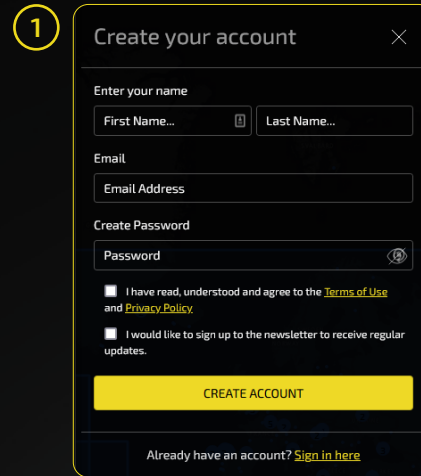 1
Create your account
Enter your name
First Name... Last Name...
Email
Email Address
Create Password
Password
I have read, understood and agree to the Terms of Use
and Privacy Policy
I would like to sign up to the newsletter to receive regular
updates.
CREATE ACCOUNT
Already have an account? Sign in here